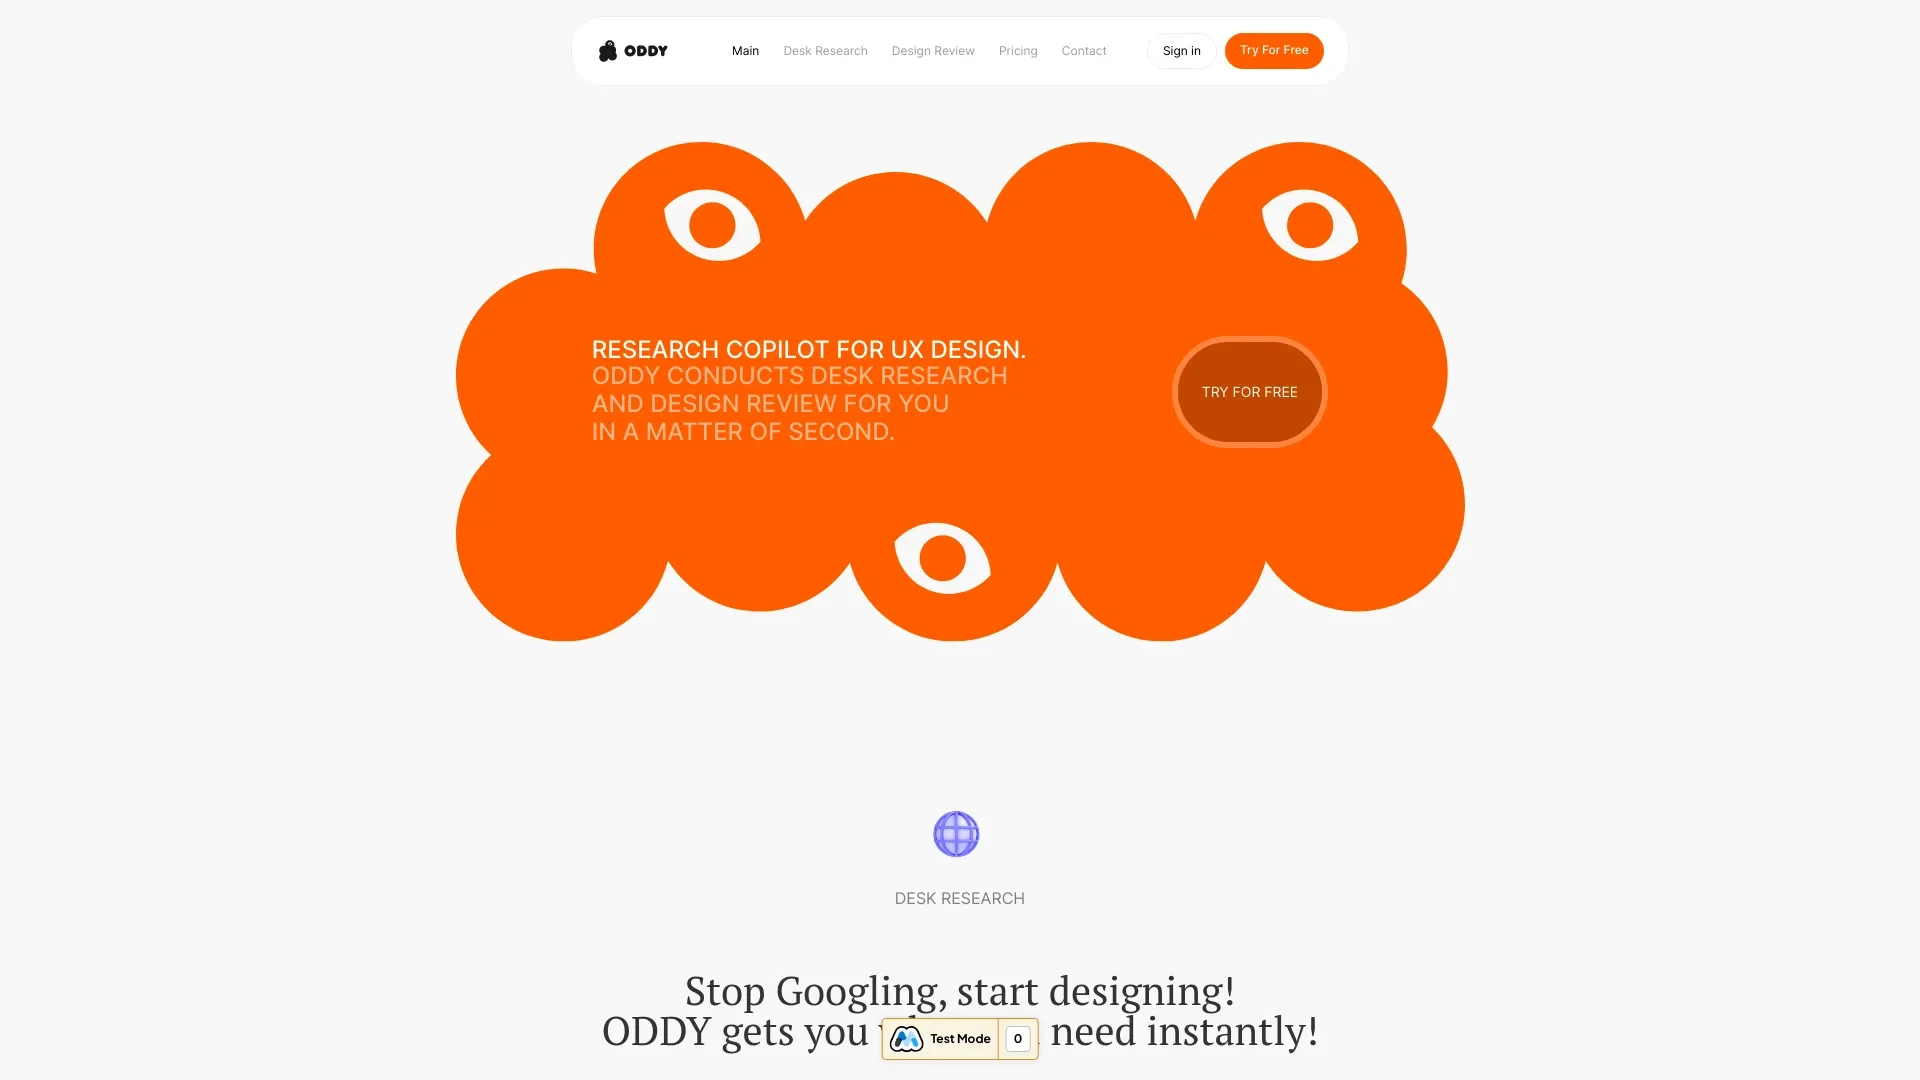 ODDY
Main
Desk Research
Design Review
Pricing
Contact
Sign in
Try For Free
RESEARCH COPILOT FOR UX DESIGN.
ODDY CONDUCTS DESK RESEARCH
AND DESIGN REVIEW FOR YOU
IN A MATTER OF SECOND.
TRY FOR FREE
DESK RESEARCH
Stop Googling, start designing!
ODDY gets you need instantly!
Test Mode 0